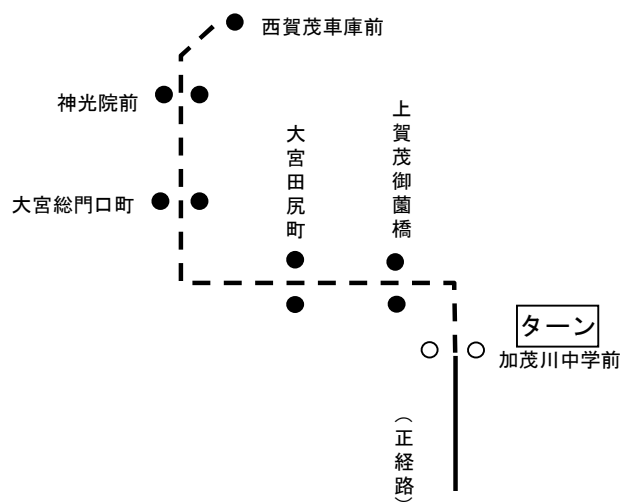 西賀茂車庫前
神光院前
大宮総門口町
大宮田尻町
上賀茂御薗橋
ターン
加茂川中学前
（正経路）